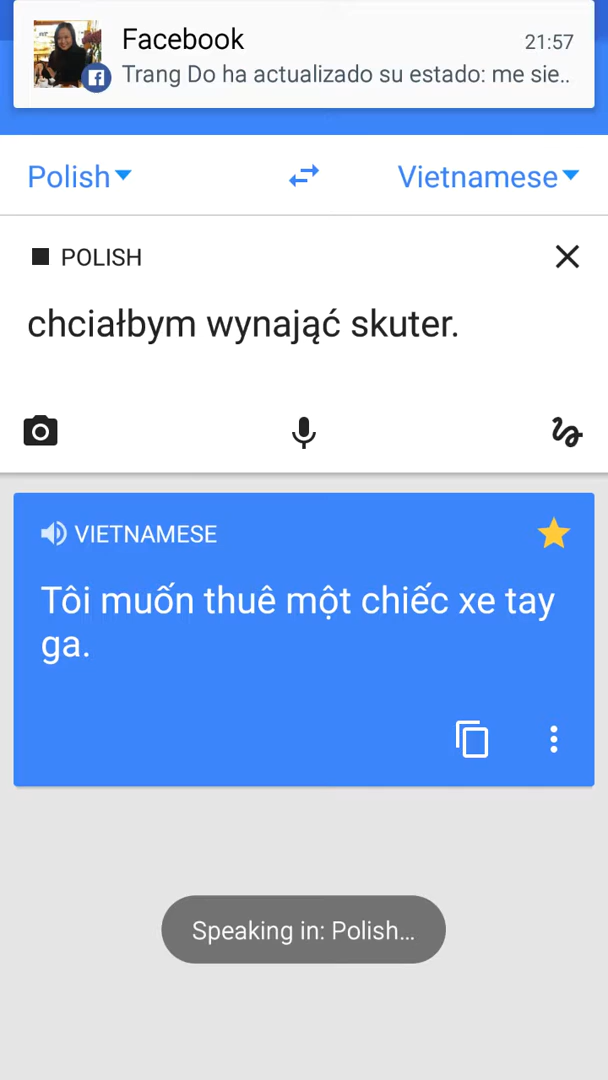 Facebook
21:57
Trang Do ha actualizado su estado: me sie..
Polish
Vietnamese
POLISH
chciałbym wynająć skuter.
VIETNAMESE
Tôi muốn thuê một chiếc xe tay
ga.
Speaking in: Polish...